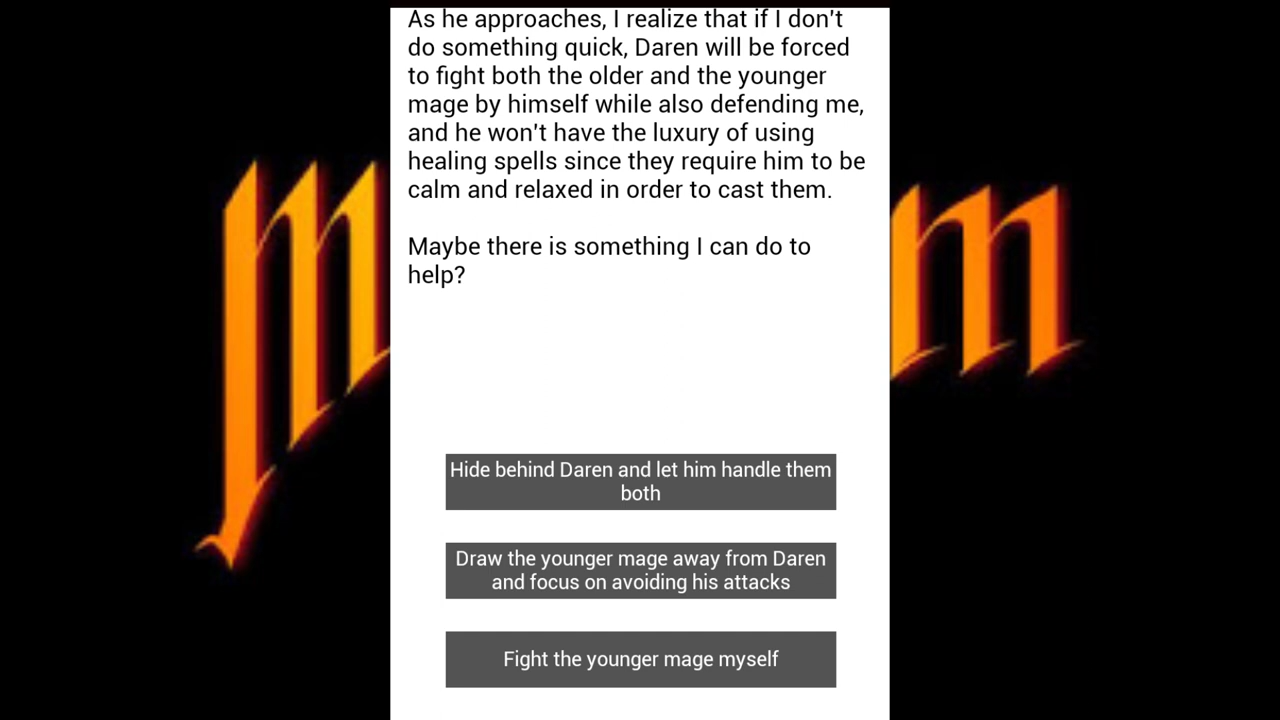 As he approaches, I realize that if I don't
do something quick, Daren will be forced
to fight both the older and the younger
mage by himself while also defending me,
and he won't have the luxury of using
healing spells since they require him to be
calm and relaxed in order to cast them.
Maybe there is something I can do to
help?
Hide behind Daren and let him handle them
both
Draw the younger mage away from Daren
and focus on avoiding his attacks
Fight the younger mage myself